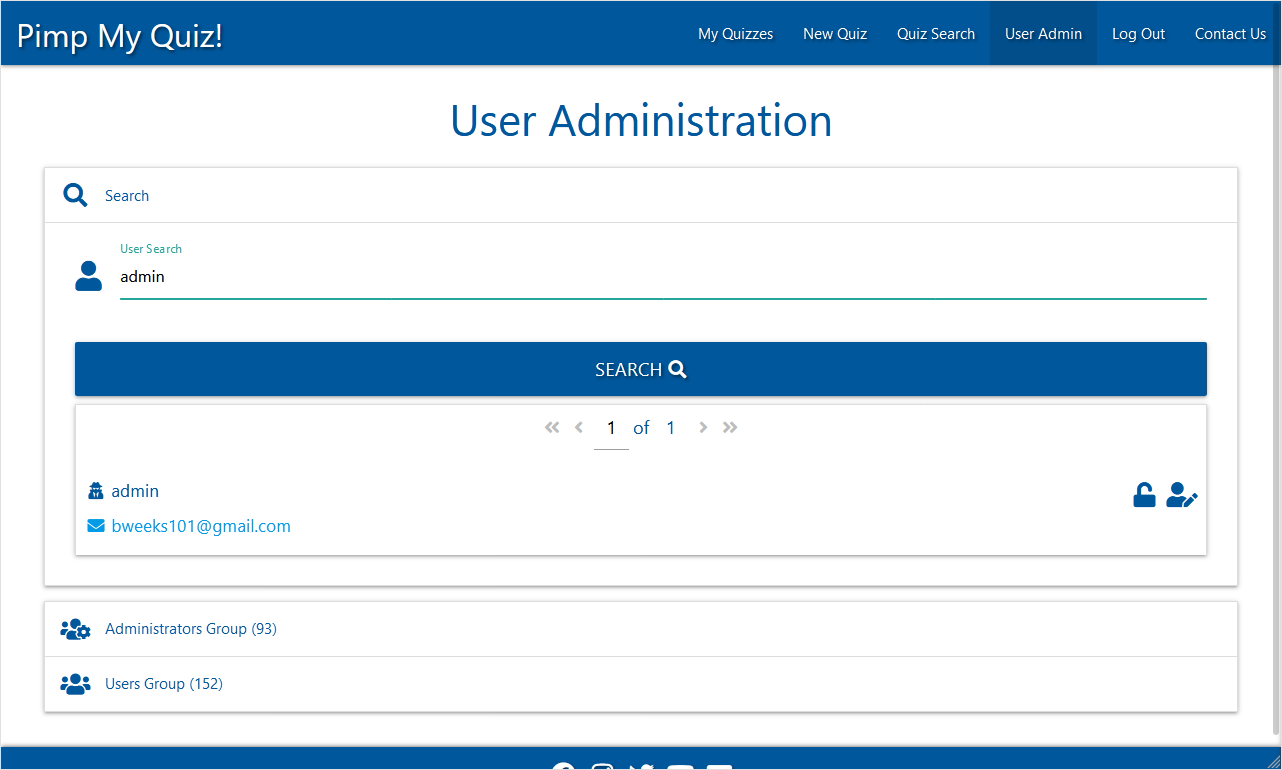 Pimp My Quiz!
My Quizzes New Quiz Quiz Search User Admin Log Out Contact Us
User Administration
Search
User Search
admin
SEARCH
1 of 1
admin
bweeks101@gmail.com
Administrators Group (93)
Users Group (152)